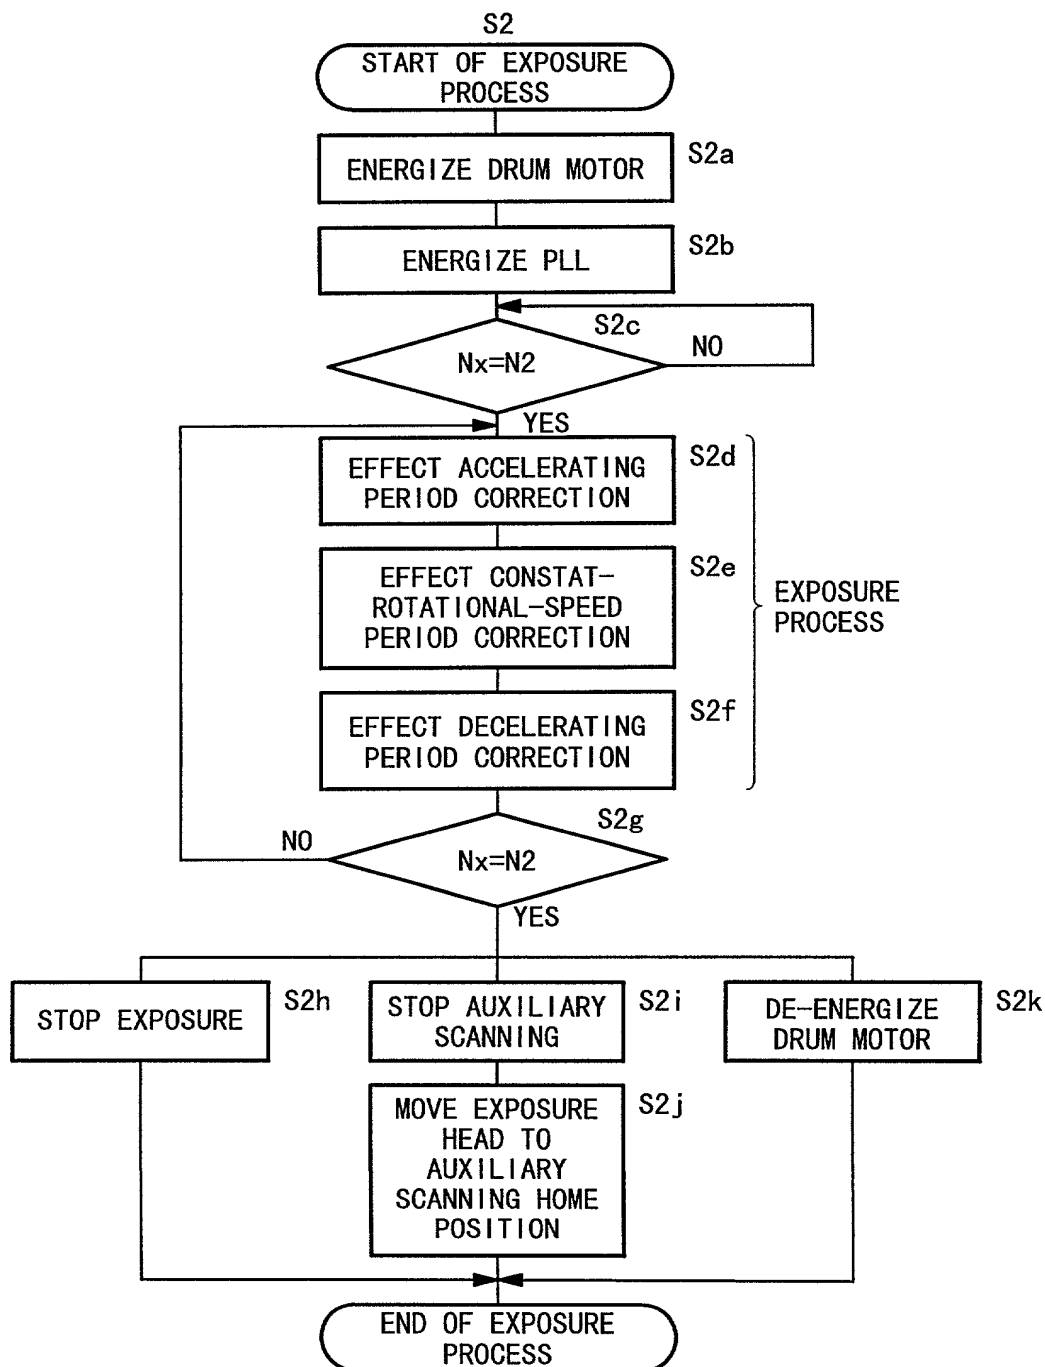 S2
START OF EXPOSURE
PROCESS
ENERGIZE DRUM MOTOR
S2a
ENERGIZE PLL
S2b
S2c
Nx=N2
NO
YES
EFFECT ACCELERATING
PERIOD CORRECTION
S2d
EFFECT CONSTAT-
ROTATIONAL-SPEED
PERIOD CORRECTION
S2e
EXPOSURE
PROCESS
EFFECT DECELERATING
PERIOD CORRECTION
S2f
S2g
NO
Nx=N2
YES
STOP EXPOSURE
S2h
STOP AUXILIARY
SCANNING
S2i
DE-ENERGIZE
DRUM MOTOR
S2k
MOVE EXPOSURE
HEAD TO
AUXILIARY
SCANNING HOME
POSITION
S2j
END OF EXPOSURE
PROCESS